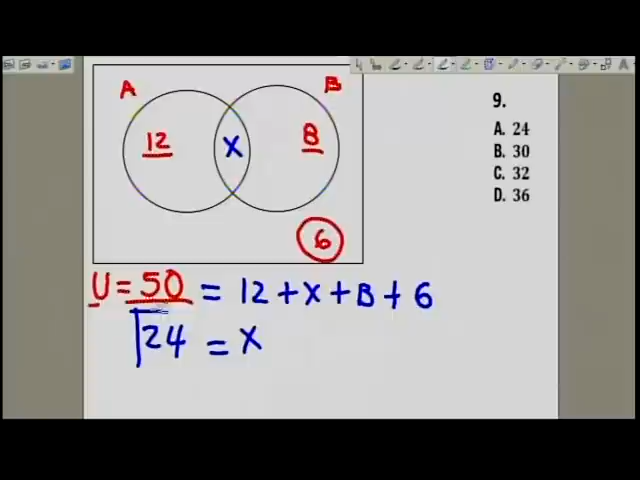 A B
12 x 8
6
U = 50 = 12 + x + 8 + 6
24 = x
9.
A. 24
B. 30
C. 32
D. 36